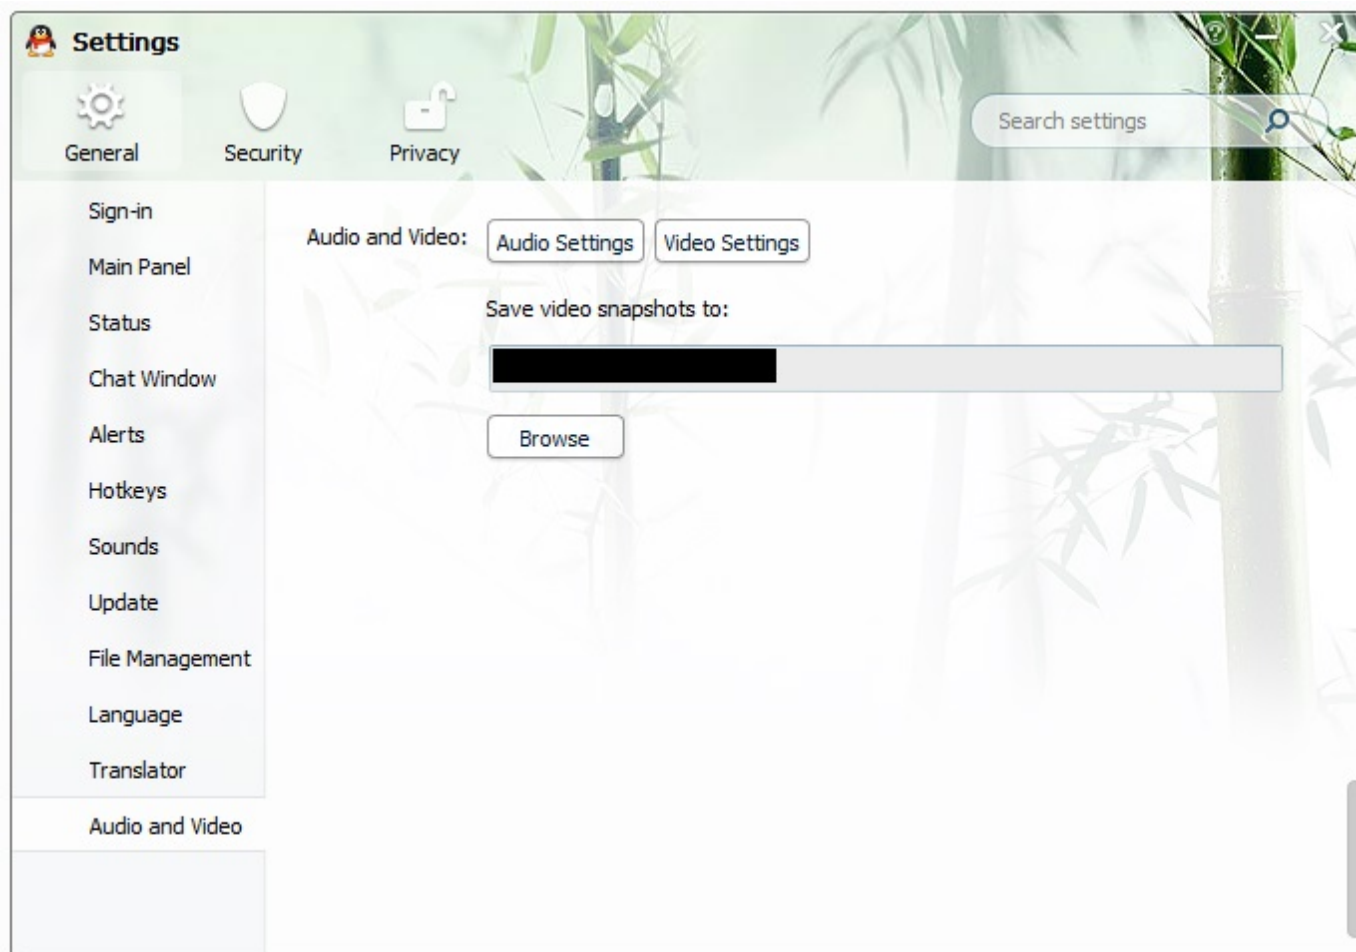 Settings
General
Security
Privacy
Search settings
Sign-in
Main Panel
Status
Chat Window
Alerts
Hotkeys
Sounds
Update
File Management
Language
Translator
Audio and Video
Audio and Video: Audio Settings Video Settings
Save video snapshots to:
Browse